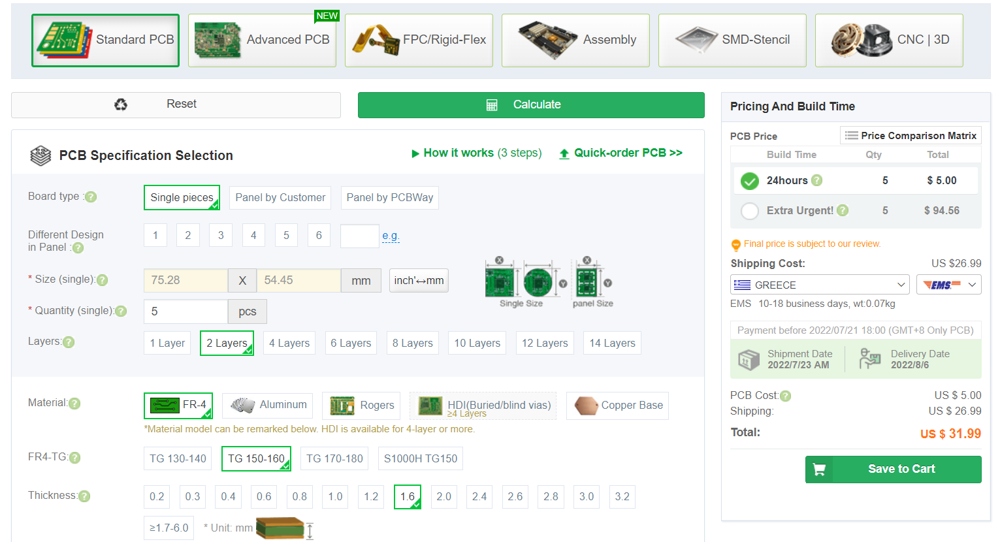 Standard PCB
NEW
Advanced PCB
FPC/Rigid-Flex
Assembly
SMD-Stencil
CNC | 3D
Reset
Calculate
PCB Specification Selection
How it works (3 steps)
Quick-order PCB >>
Board type :?
Single pieces
Panel by Customer
Panel by PCBWay
Different Design
in Panel :?
1 2 3 4 5 6
e.g.
* Size (single):?
75.28 X 54.45 mm
inch'↔mm
X X
Y Y
Single Size panel Size
* Quantity (single):?
5 pcs
Layers:?
1 Layer 2 Layers 4 Layers 6 Layers 8 Layers 10 Layers 12 Layers 14 Layers
Material:?
FR-4
Aluminum
Rogers
HDI(Buried/blind vias)
≥4 Layers
Copper Base
*Material model can be remarked below. HDI is available for 4-layer or more.
FR4-TG:?
TG 130-140 TG 150-160 TG 170-180 S1000H TG150
Thickness:?
0.2 0.3 0.4 0.6 0.8 1.0 1.2 1.6 2.0 2.4 2.6 2.8 3.0 3.2
≥1.7-6.0 * Unit: mm
Pricing And Build Time
PCB Price
Price Comparison Matrix
Build Time Qty Total
24hours ? 5 $ 5.00
Extra Urgent! ? 5 $ 94.56
Final price is subject to our review.
Shipping Cost: US $26.99
GREECE
EMS
EMS 10-18 business days, wt:0.07kg
Payment before 2022/07/21 18:00 (GMT+8 Only PCB)
Shipment Date
2022/7/23 AM
Delivery Date
2022/8/6
PCB Cost:? US $ 5.00
Shipping: US $ 26.99
Total: US $ 31.99
Save to Cart